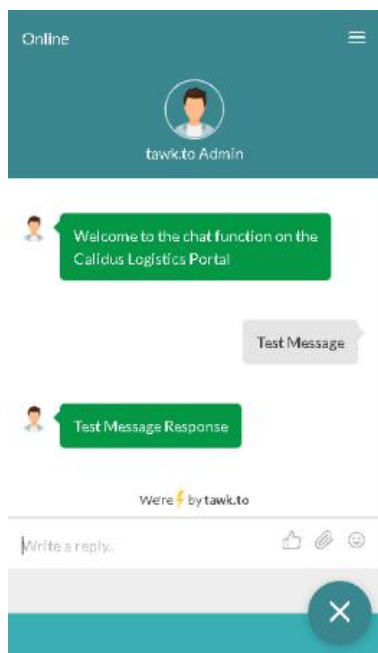 Online
tawk.to Admin
Welcome to the chat function on the
Calidus Logistics Portal
Test Message
Test Message Response
We're ⚡ by tawk.to
Write a reply..